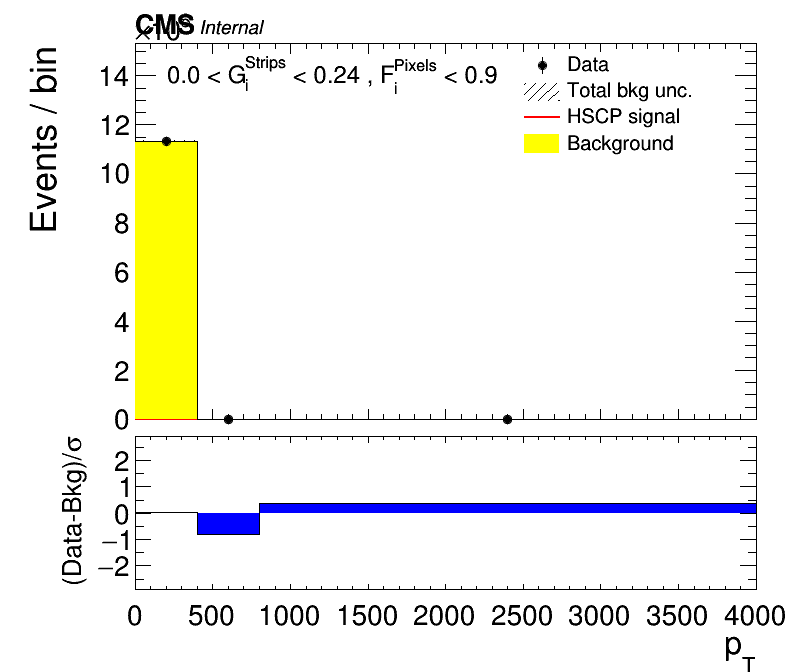 CMS Internal
Events / bin
0.0 < G_i^Strips < 0.24 , F_i^Pixels < 0.9
Data
Total bkg unc.
HSCP signal
Background
14
12
10
8
6
4
2
0
(Data-Bkg)/σ
2
1
0
−1
−2
0 500 1000 1500 2000 2500 3000 3500 4000
p_T